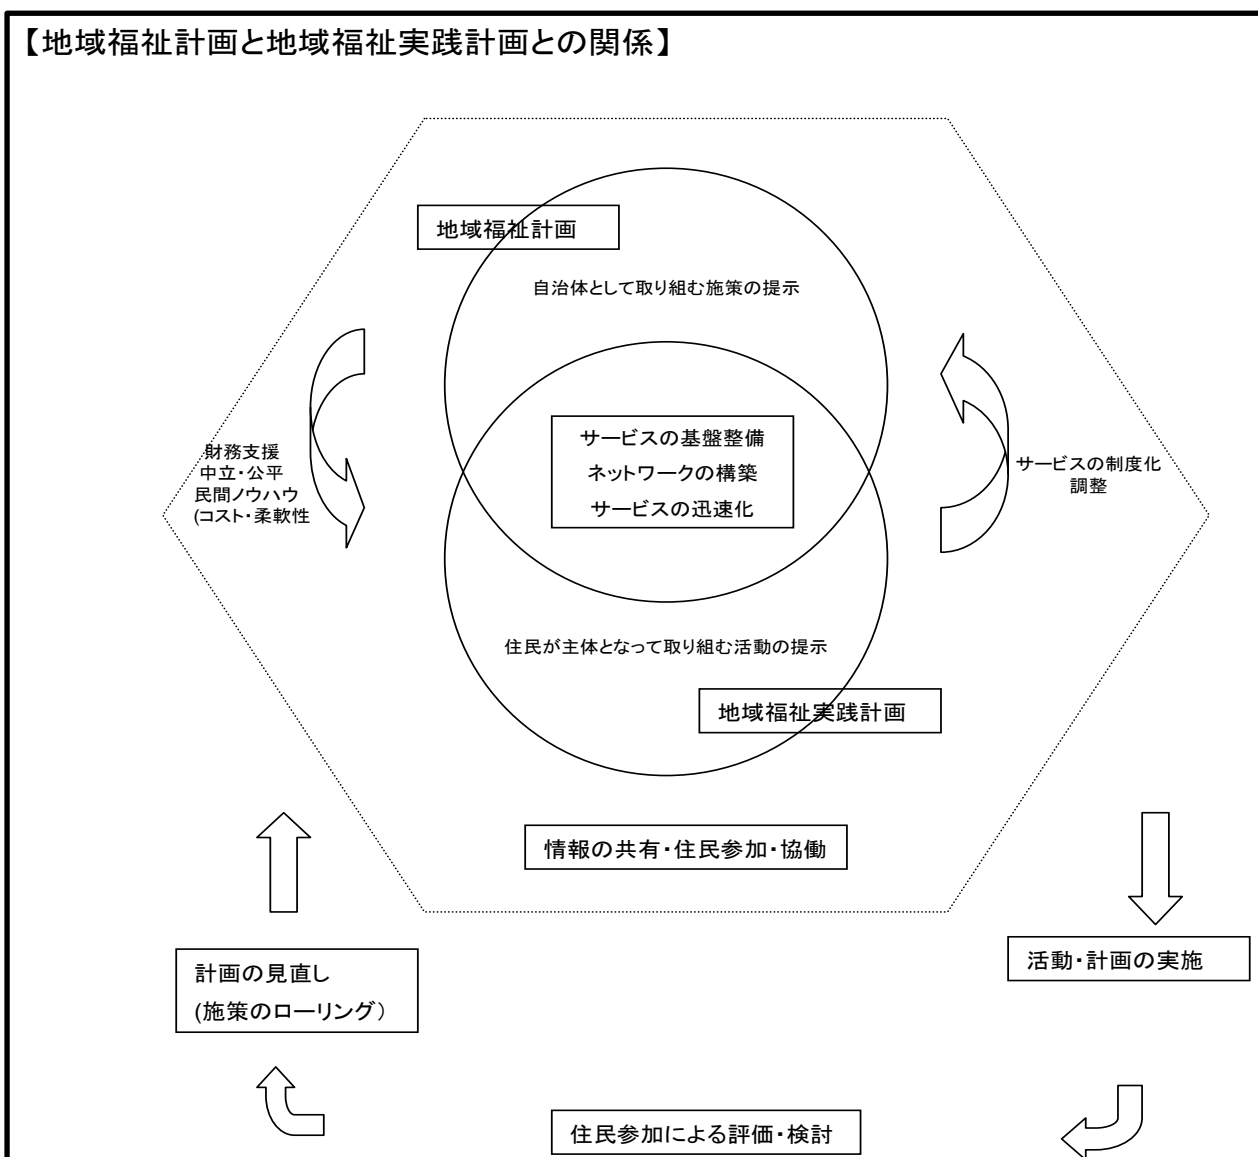 【地域福祉計画と地域福祉実践計画との関係】
地域福祉計画
自治体として取り組む施策の提示
サービスの基盤整備
ネットワークの構築
サービスの迅速化
財務支援
中立・公平
民間ノウハウ
(コスト・柔軟性
サービスの制度化
調整
住民が主体となって取り組む活動の提示
地域福祉実践計画
情報の共有・住民参加・協働
計画の見直し
(施策のローリング）
活動・計画の実施
住民参加による評価・検討